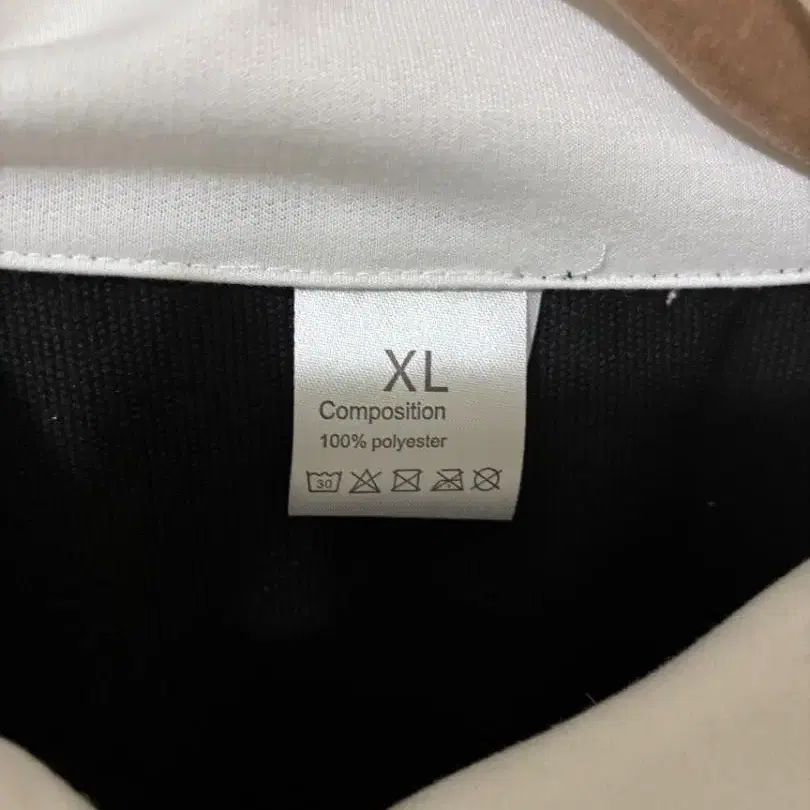 XL
Composition
100% polyester
30